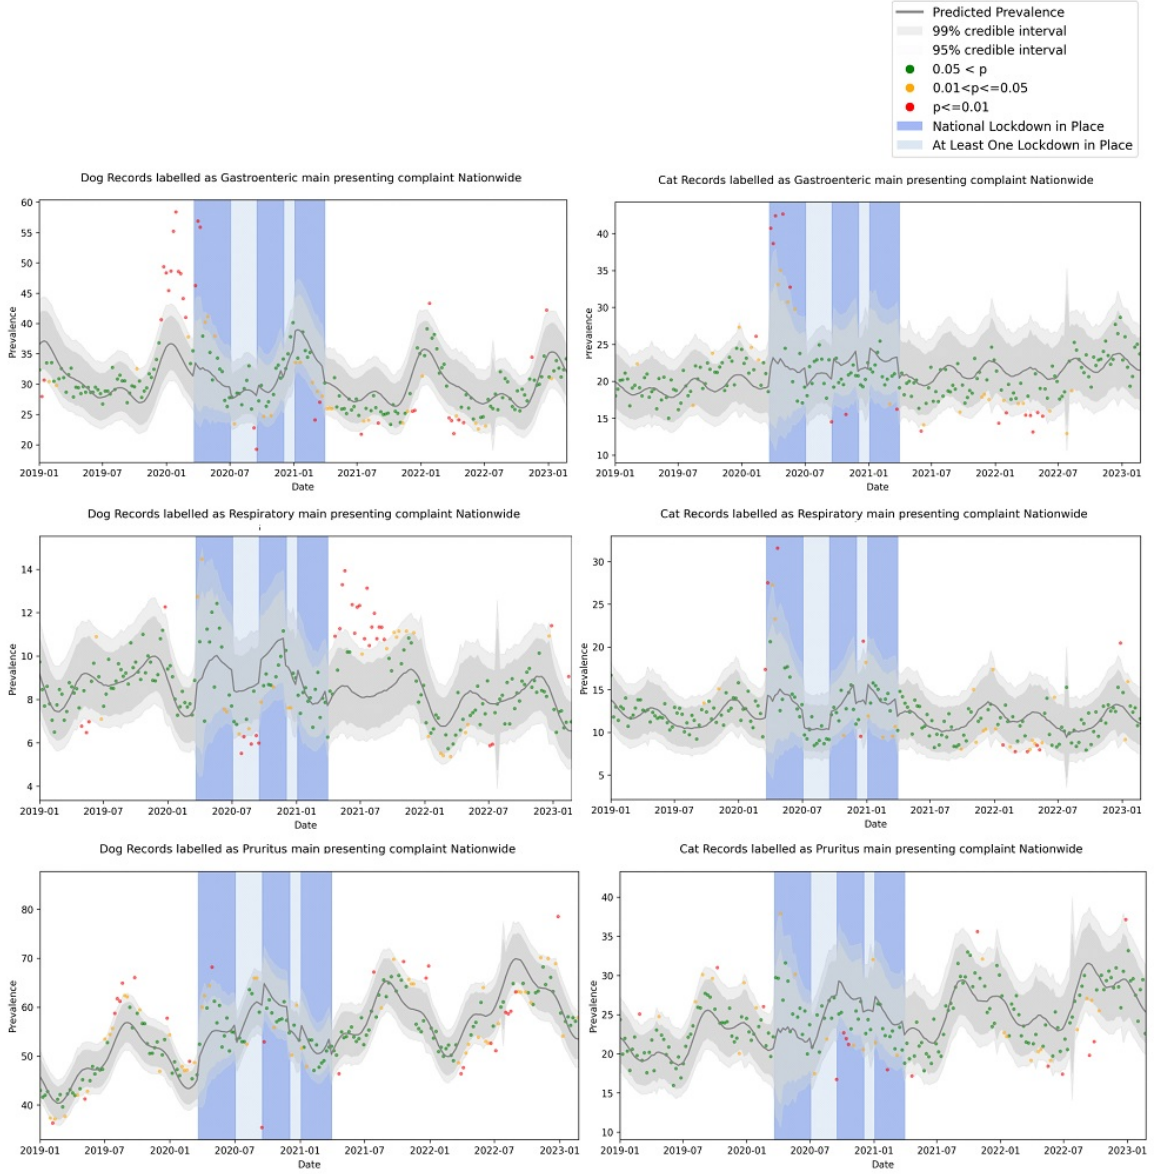 Predicted Prevalence
99% credible interval
95% credible interval
0.05 < p
0.01<p<=0.05
p<=0.01
National Lockdown in Place
At Least One Lockdown in Place
Dog Records labelled as Gastroenteric main presenting complaint Nationwide
60
55
50
45
40
35
30
25
20
Prevalence
2019-01 2019-07 2020-01 2020-07 2021-01 2021-07 2022-01 2022-07 2023-01
Date
Cat Records labelled as Gastroenteric main presenting complaint Nationwide
40
35
30
25
20
15
10
Prevalence
2019-01 2019-07 2020-01 2020-07 2021-01 2021-07 2022-01 2022-07 2023-01
Date
Dog Records labelled as Respiratory main presenting complaint Nationwide
14
12
10
8
6
4
Prevalence
2019-01 2019-07 2020-01 2020-07 2021-01 2021-07 2022-01 2022-07 2023-01
Date
Cat Records labelled as Respiratory main presenting complaint Nationwide
30
25
20
15
10
5
Prevalence
2019-01 2019-07 2020-01 2020-07 2021-01 2021-07 2022-01 2022-07 2023-01
Date
Dog Records labelled as Pruritus main presenting complaint Nationwide
80
70
60
50
40
Prevalence
2019-01 2019-07 2020-01 2020-07 2021-01 2021-07 2022-01 2022-07 2023-01
Date
Cat Records labelled as Pruritus main presenting complaint Nationwide
40
35
30
25
20
15
10
Prevalence
2019-01 2019-07 2020-01 2020-07 2021-01 2021-07 2022-01 2022-07 2023-01
Date